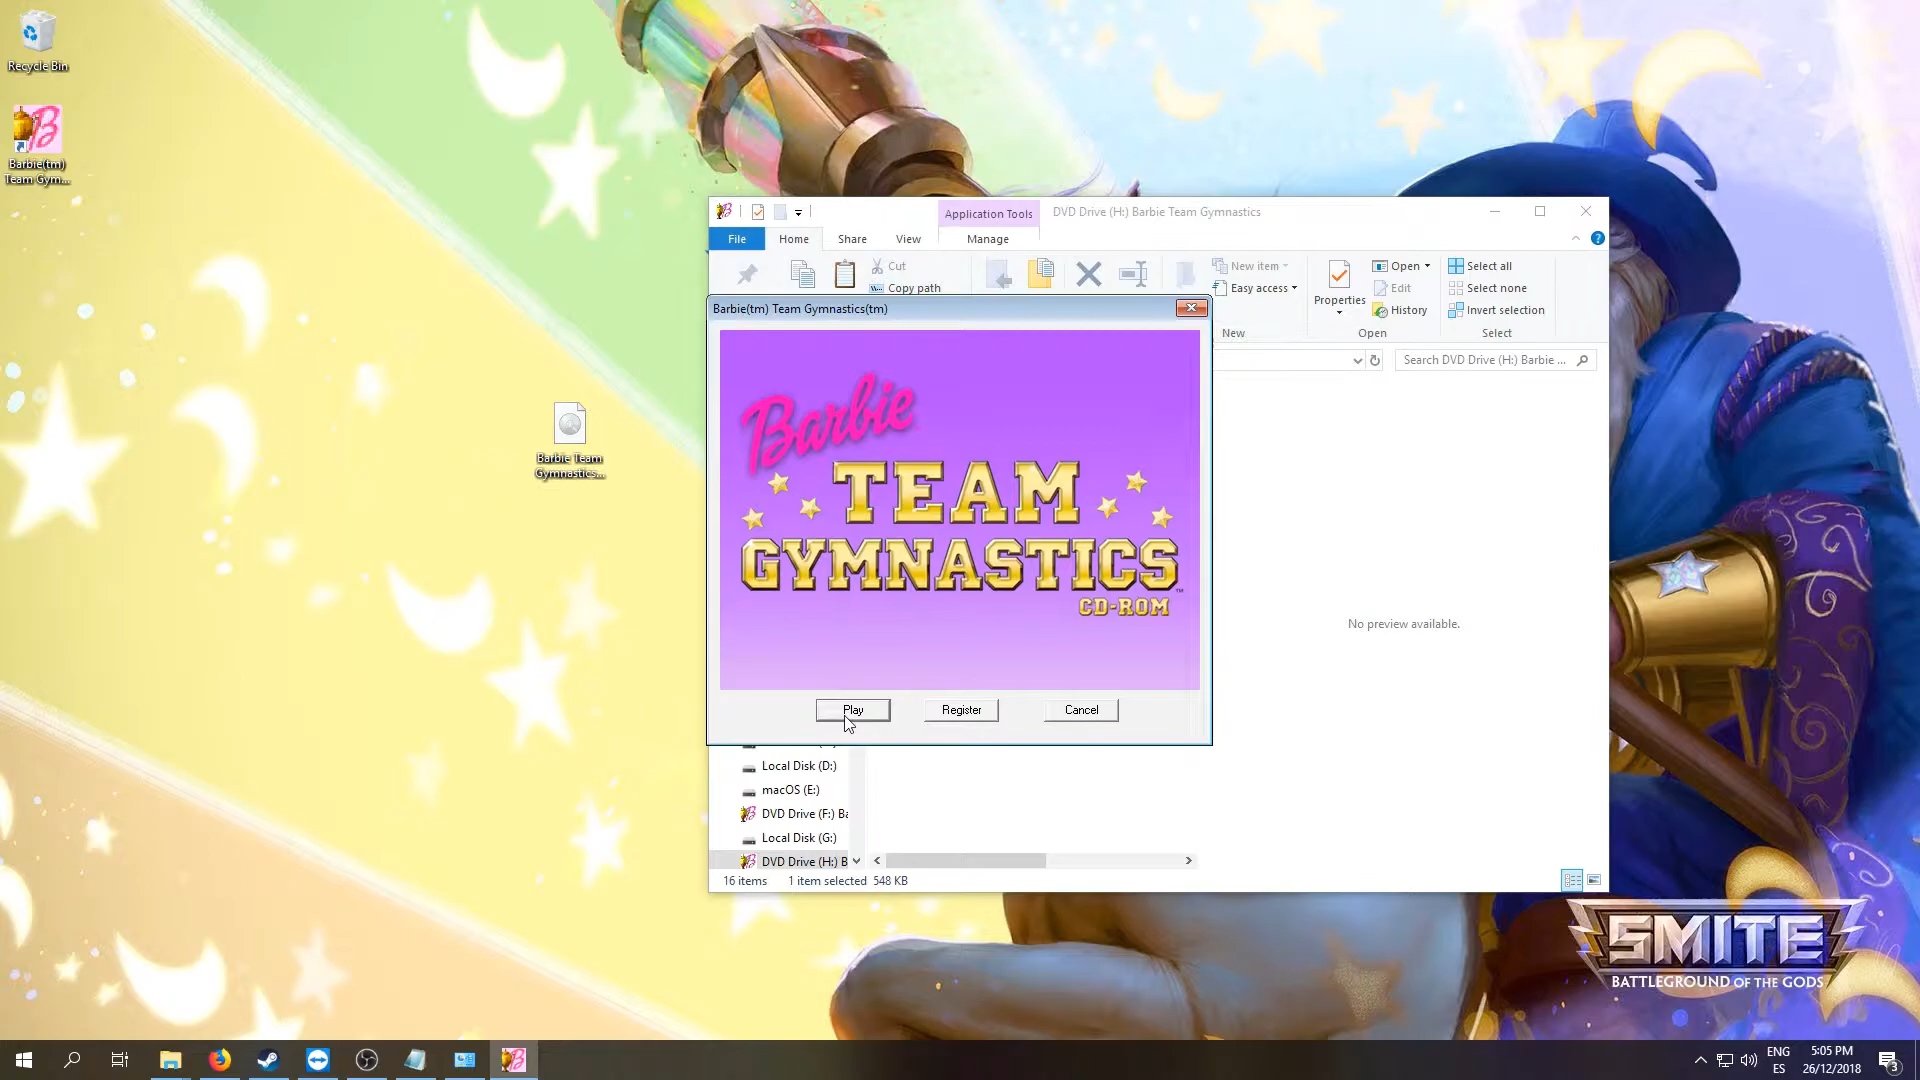 Recycle Bin
Barbie(tm)
Team Gym...
Barbie Team
Gymnastics...
Application Tools
DVD Drive (H:) Barbie Team Gymnastics
File
Home
Share
View
Manage
Cut
Copy path
New item
Easy access
New
Properties
Open
Edit
History
Open
Select all
Select none
Invert selection
Select
Search DVD Drive (H:) Barbie ...
Barbie(tm) Team Gymnastics(tm)
Barbie
TEAM
GYMNASTICS™
CD-ROM
Play
Register
Cancel
No preview available.
Local Disk (D:)
macOS (E:)
DVD Drive (F:) Ba
Local Disk (G:)
DVD Drive (H:) B
16 items
1 item selected 548 KB
SMITE
BATTLEGROUND OF THE GODS
ENG
ES
5:05 PM
26/12/2018
3